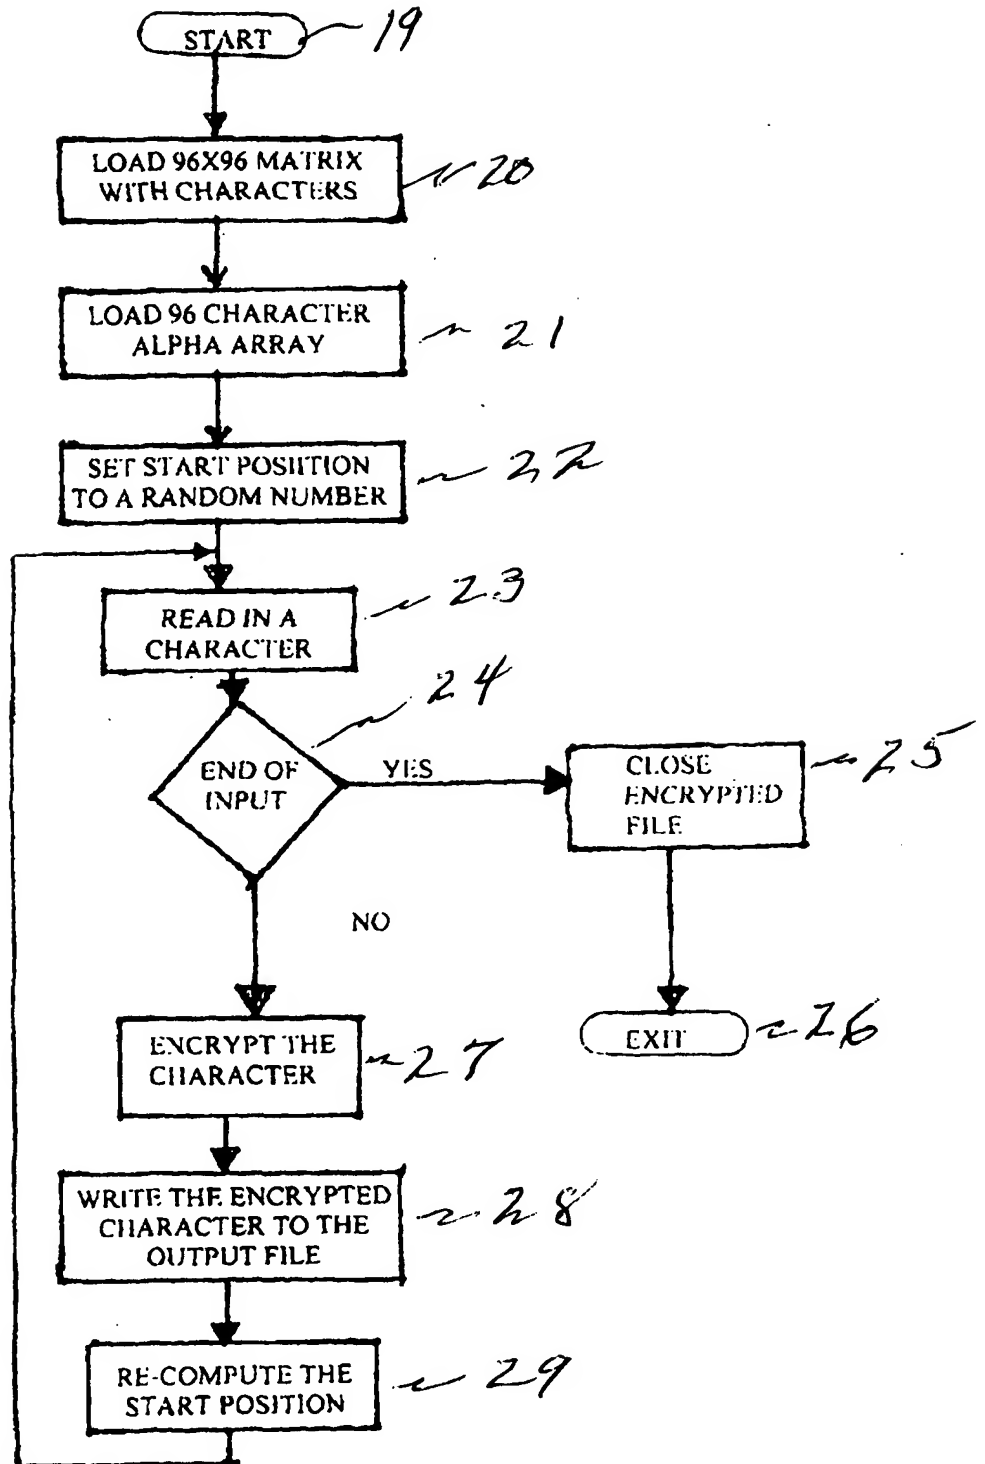 START 19
LOAD 96X96 MATRIX
WITH CHARACTERS
20
LOAD 96 CHARACTER
ALPHA ARRAY
21
SET START POSIITION
TO A RANDOM NUMBER
22
READ IN A
CHARACTER
23
END OF
INPUT
24
YES
CLOSE
ENCRYPTED
FILE
25
EXIT 26
NO
ENCRYPT THE
CHARACTER
27
WRITE THE ENCRYPTED
CHARACTER TO THE
OUTPUT FILE
28
RE-COMPUTE THE
START POSITION
29